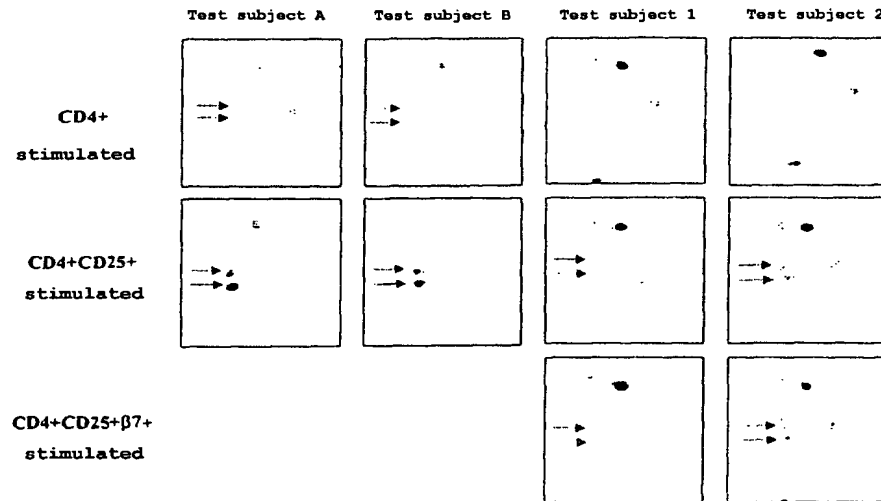 Test subject A Test subject B Test subject 1 Test subject 2
CD4+
stimulated
CD4+CD25+
stimulated
CD4+CD25+β7+
stimulated